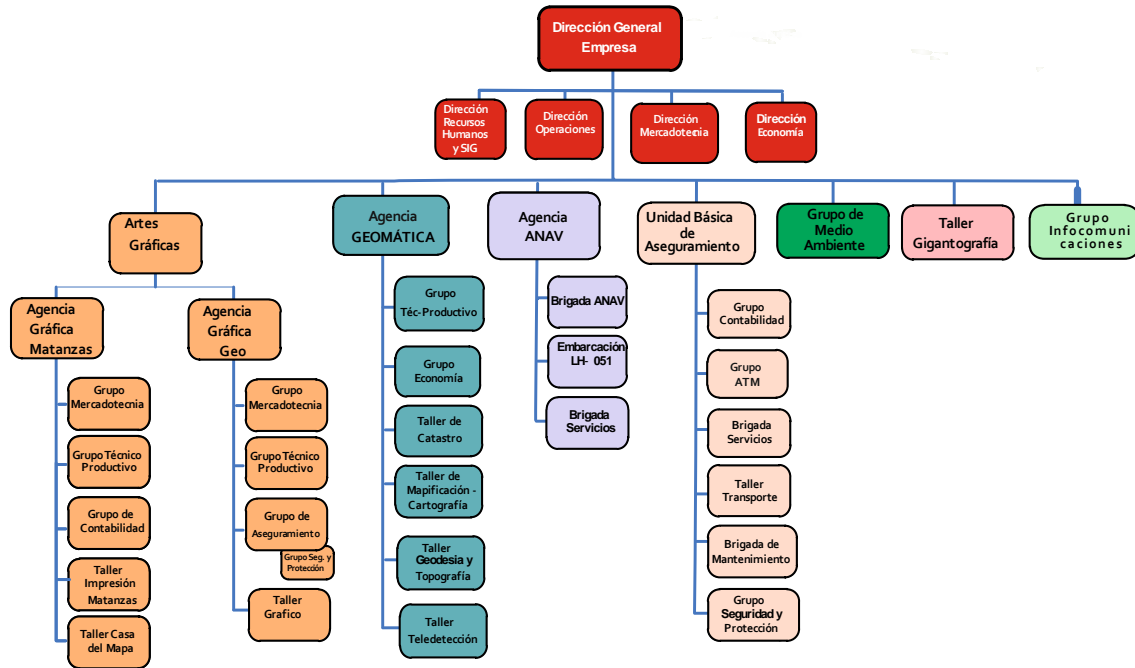 Dirección General
Empresa
Dirección
Recursos
Humanos
y SIG
Dirección
Operaciones
Dirección
Mercadotecnia
Dirección
Economía
Artes
Gráficas
Agencia
GEOMÁTICA
Agencia
ANAV
Unidad Básica
de
Aseguramiento
Grupo de
Medio
Ambiente
Taller
Gigantografía
Grupo
Infocomuni
caciones
Agencia
Gráfica
Matanzas
Agencia
Gráfica
Geo
Grupo
Mercadotecnia
Grupo Técnico
Productivo
Grupo de
Contabilidad
Taller
Impresión
Matanzas
Taller Casa
del Mapa
Grupo
Mercadotecnia
Grupo Técnico
Productivo
Grupo de
Aseguramiento
Grupo Seg. y
Protección
Taller
Grafico
Grupo
Téc-Productivo
Grupo
Economía
Taller de
Catastro
Taller de
Mapificación -
Cartografía
Taller
Geodesia y
Topografía
Taller
Teledetección
Brigada ANAV
Embarcación
LH- 051
Brigada
Servicios
Grupo
Contabilidad
Grupo
ATM
Brigada
Servicios
Taller
Transporte
Brigada de
Mantenimiento
Grupo
Seguridad y
Protección